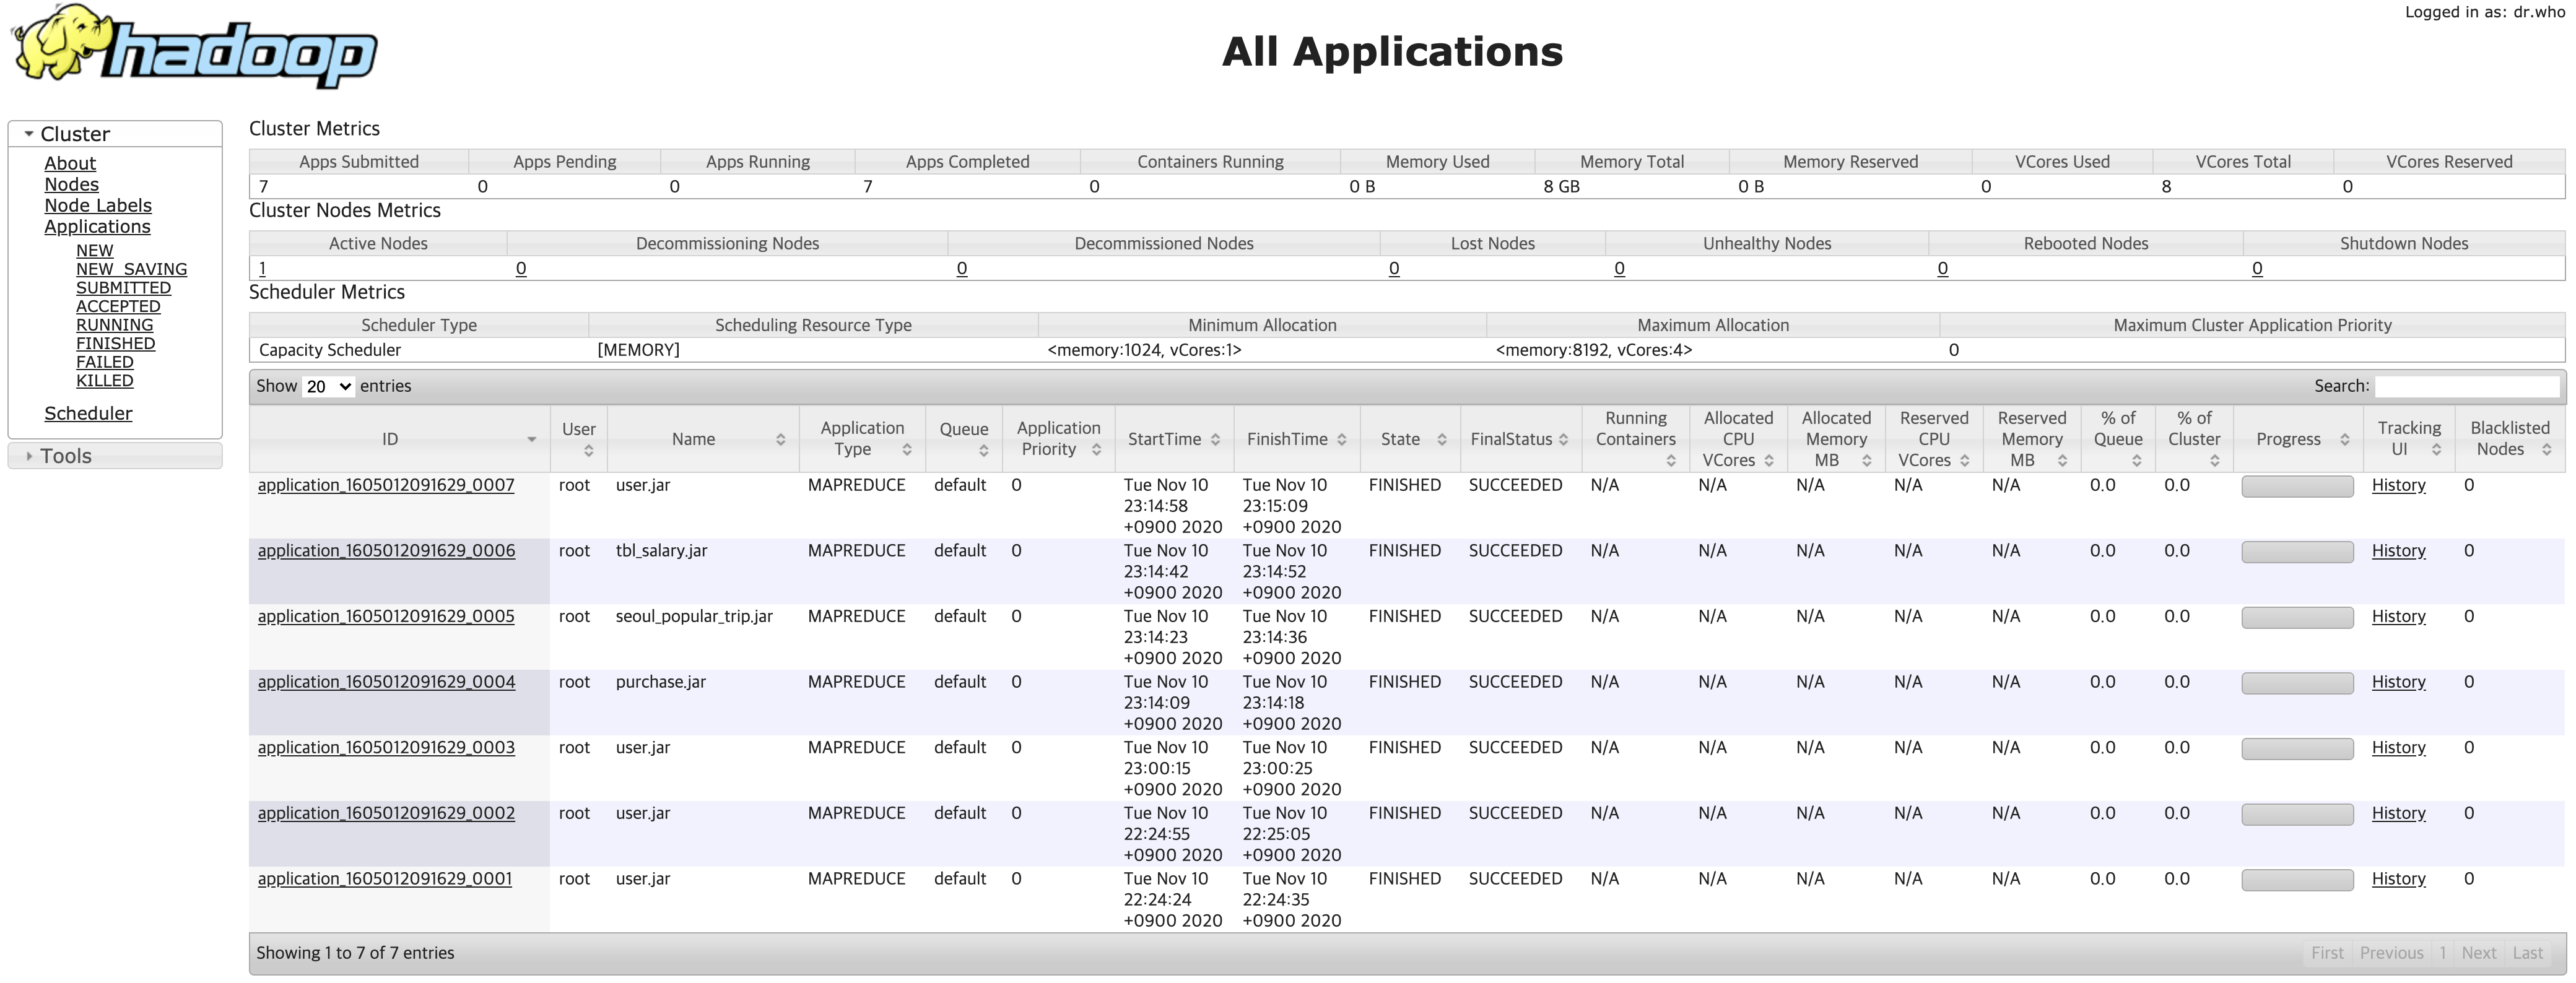 hadoop
Logged in as: dr.who
All Applications
Cluster
About
Nodes
Node Labels
Applications
NEW
NEW_SAVING
SUBMITTED
ACCEPTED
RUNNING
FINISHED
FAILED
KILLED
Scheduler
Tools
Cluster Metrics
Apps Submitted Apps Pending Apps Running Apps Completed Containers Running Memory Used Memory Total Memory Reserved VCores Used VCores Total VCores Reserved
7 0 0 7 0 0 B 8 GB 0 B 0 8 0
Cluster Nodes Metrics
Active Nodes Decommissioning Nodes Decommissioned Nodes Lost Nodes Unhealthy Nodes Rebooted Nodes Shutdown Nodes
1 0 0 0 0 0 0
Scheduler Metrics
Scheduler Type Scheduling Resource Type Minimum Allocation Maximum Allocation Maximum Cluster Application Priority
Capacity Scheduler [MEMORY] <memory:1024, vCores:1> <memory:8192, vCores:4> 0
Show 20 entries Search:
ID User Name Application Type Queue Application Priority StartTime FinishTime State FinalStatus Running Containers Allocated CPU VCores Allocated Memory MB Reserved CPU VCores Reserved Memory MB % of Queue % of Cluster Progress Tracking UI Blacklisted Nodes
application_1605012091629_0007 root user.jar MAPREDUCE default 0 Tue Nov 10 23:14:58 +0900 2020 Tue Nov 10 23:15:09 +0900 2020 FINISHED SUCCEEDED N/A N/A N/A N/A N/A 0.0 0.0 History 0
application_1605012091629_0006 root tbl_salary.jar MAPREDUCE default 0 Tue Nov 10 23:14:42 +0900 2020 Tue Nov 10 23:14:52 +0900 2020 FINISHED SUCCEEDED N/A N/A N/A N/A N/A 0.0 0.0 History 0
application_1605012091629_0005 root seoul_popular_trip.jar MAPREDUCE default 0 Tue Nov 10 23:14:23 +0900 2020 Tue Nov 10 23:14:36 +0900 2020 FINISHED SUCCEEDED N/A N/A N/A N/A N/A 0.0 0.0 History 0
application_1605012091629_0004 root purchase.jar MAPREDUCE default 0 Tue Nov 10 23:14:09 +0900 2020 Tue Nov 10 23:14:18 +0900 2020 FINISHED SUCCEEDED N/A N/A N/A N/A N/A 0.0 0.0 History 0
application_1605012091629_0003 root user.jar MAPREDUCE default 0 Tue Nov 10 23:00:15 +0900 2020 Tue Nov 10 23:00:25 +0900 2020 FINISHED SUCCEEDED N/A N/A N/A N/A N/A 0.0 0.0 History 0
application_1605012091629_0002 root user.jar MAPREDUCE default 0 Tue Nov 10 22:24:55 +0900 2020 Tue Nov 10 22:25:05 +0900 2020 FINISHED SUCCEEDED N/A N/A N/A N/A N/A 0.0 0.0 History 0
application_1605012091629_0001 root user.jar MAPREDUCE default 0 Tue Nov 10 22:24:24 +0900 2020 Tue Nov 10 22:24:35 +0900 2020 FINISHED SUCCEEDED N/A N/A N/A N/A N/A 0.0 0.0 History 0
Showing 1 to 7 of 7 entries First Previous 1 Next Last